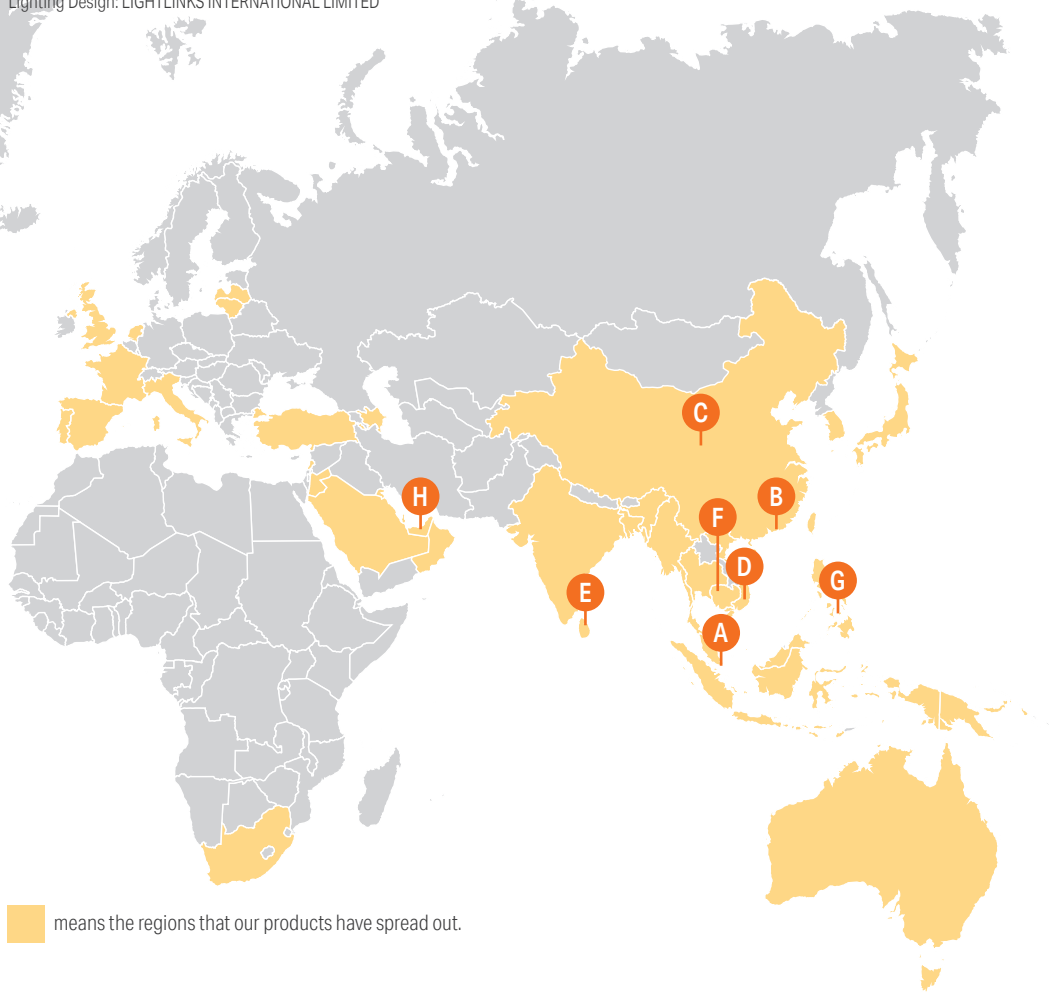 Lighting Design: LIGHTLINKS INTERNATIONAL LIMITED
C
H
B
F
D
G
E
A
means the regions that our products have spread out.